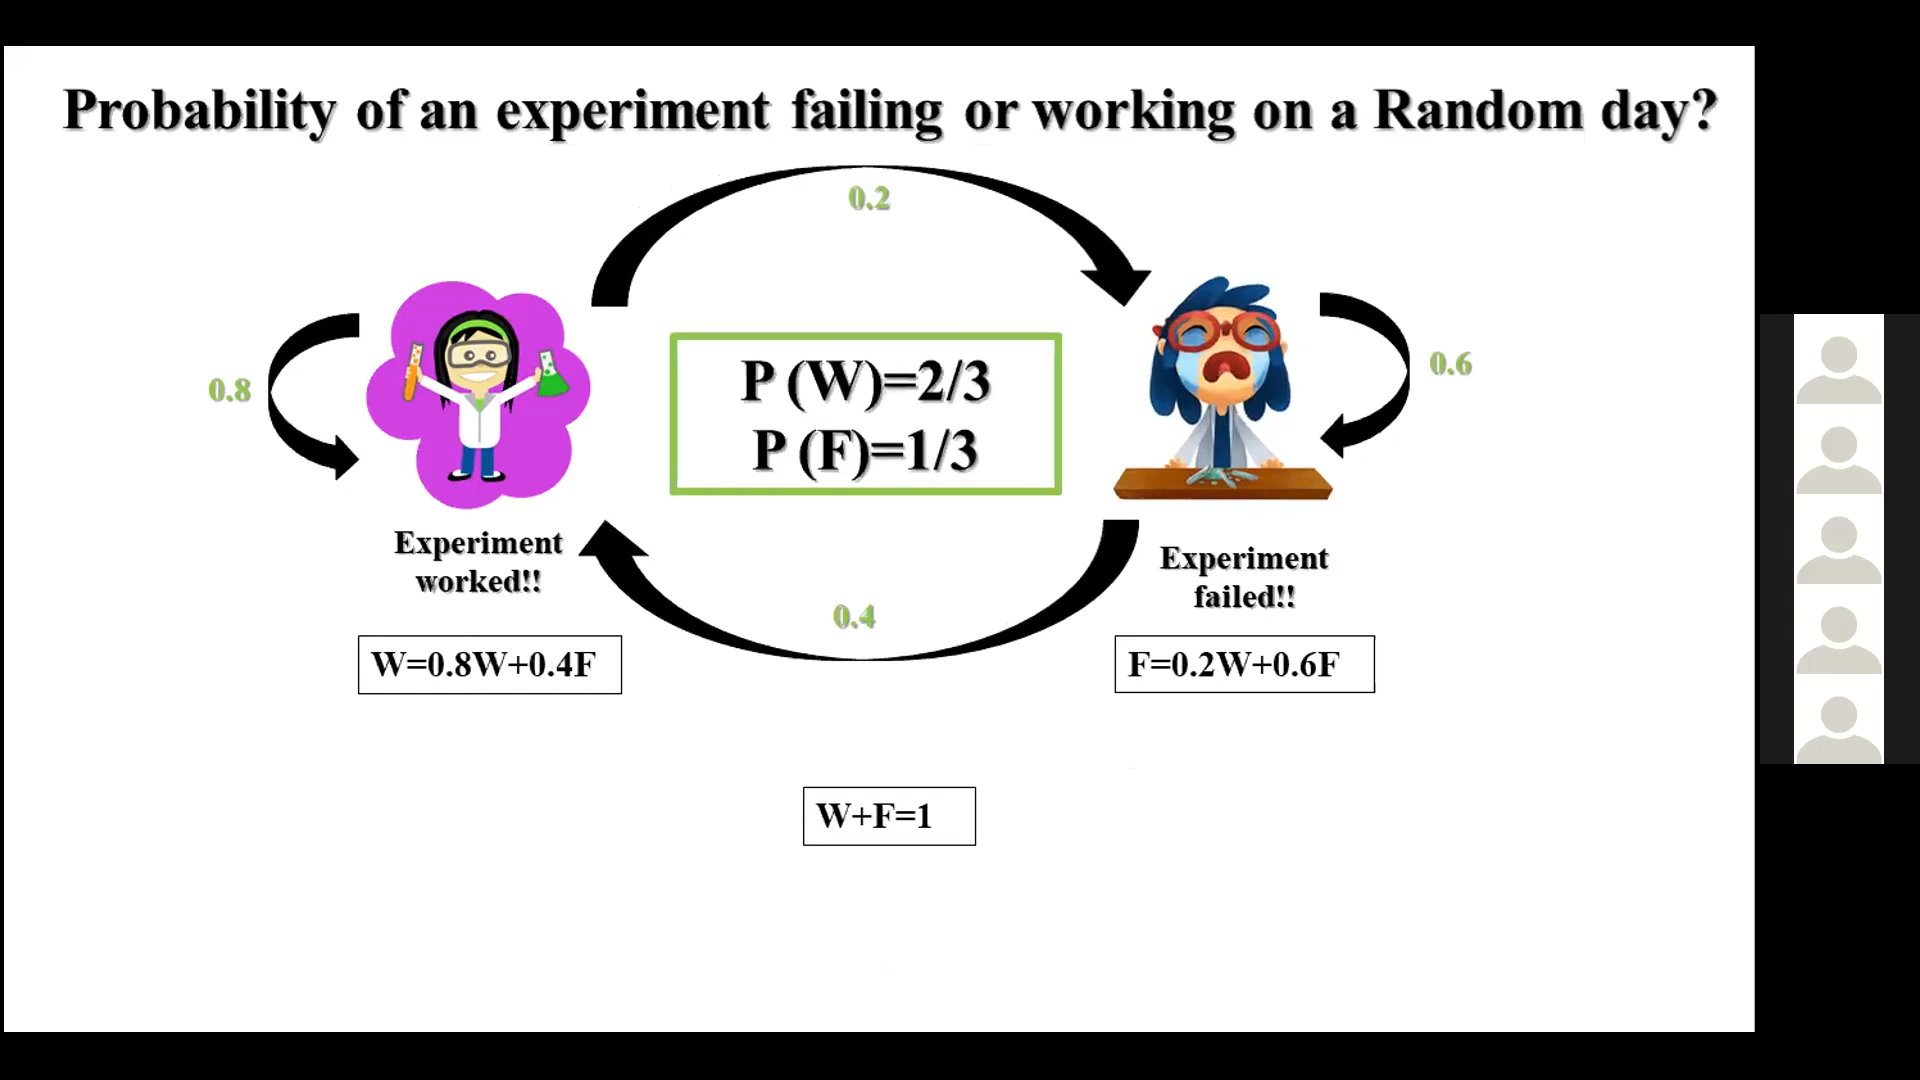 Probability of an experiment failing or working on a Random day?
0.2
0.8
P (W)=2/3
P (F)=1/3
0.6
Experiment
worked!!
Experiment
failed!!
0.4
W=0.8W+0.4F
F=0.2W+0.6F
W+F=1